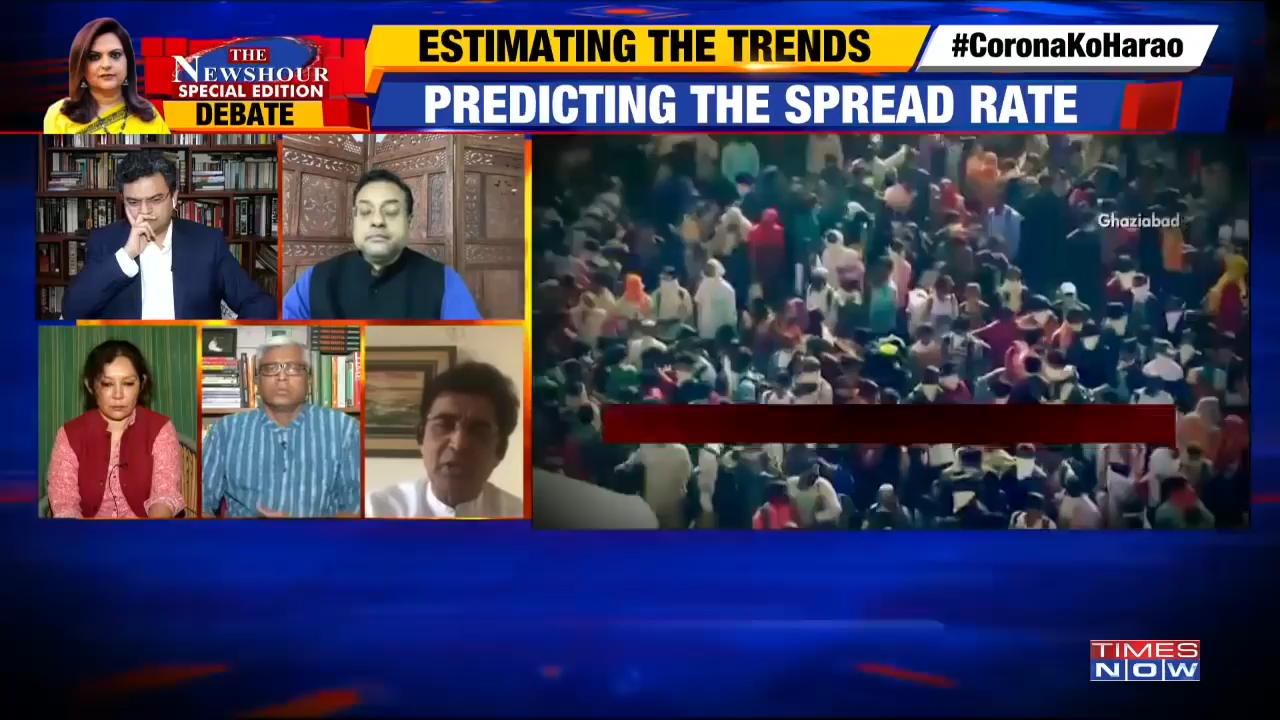 THE
NEWSHOUR
SPECIAL EDITION
DEBATE
ESTIMATING THE TRENDS
#CoronaKoHarao
PREDICTING THE SPREAD RATE
Ghaziabad
TIMES
NOW